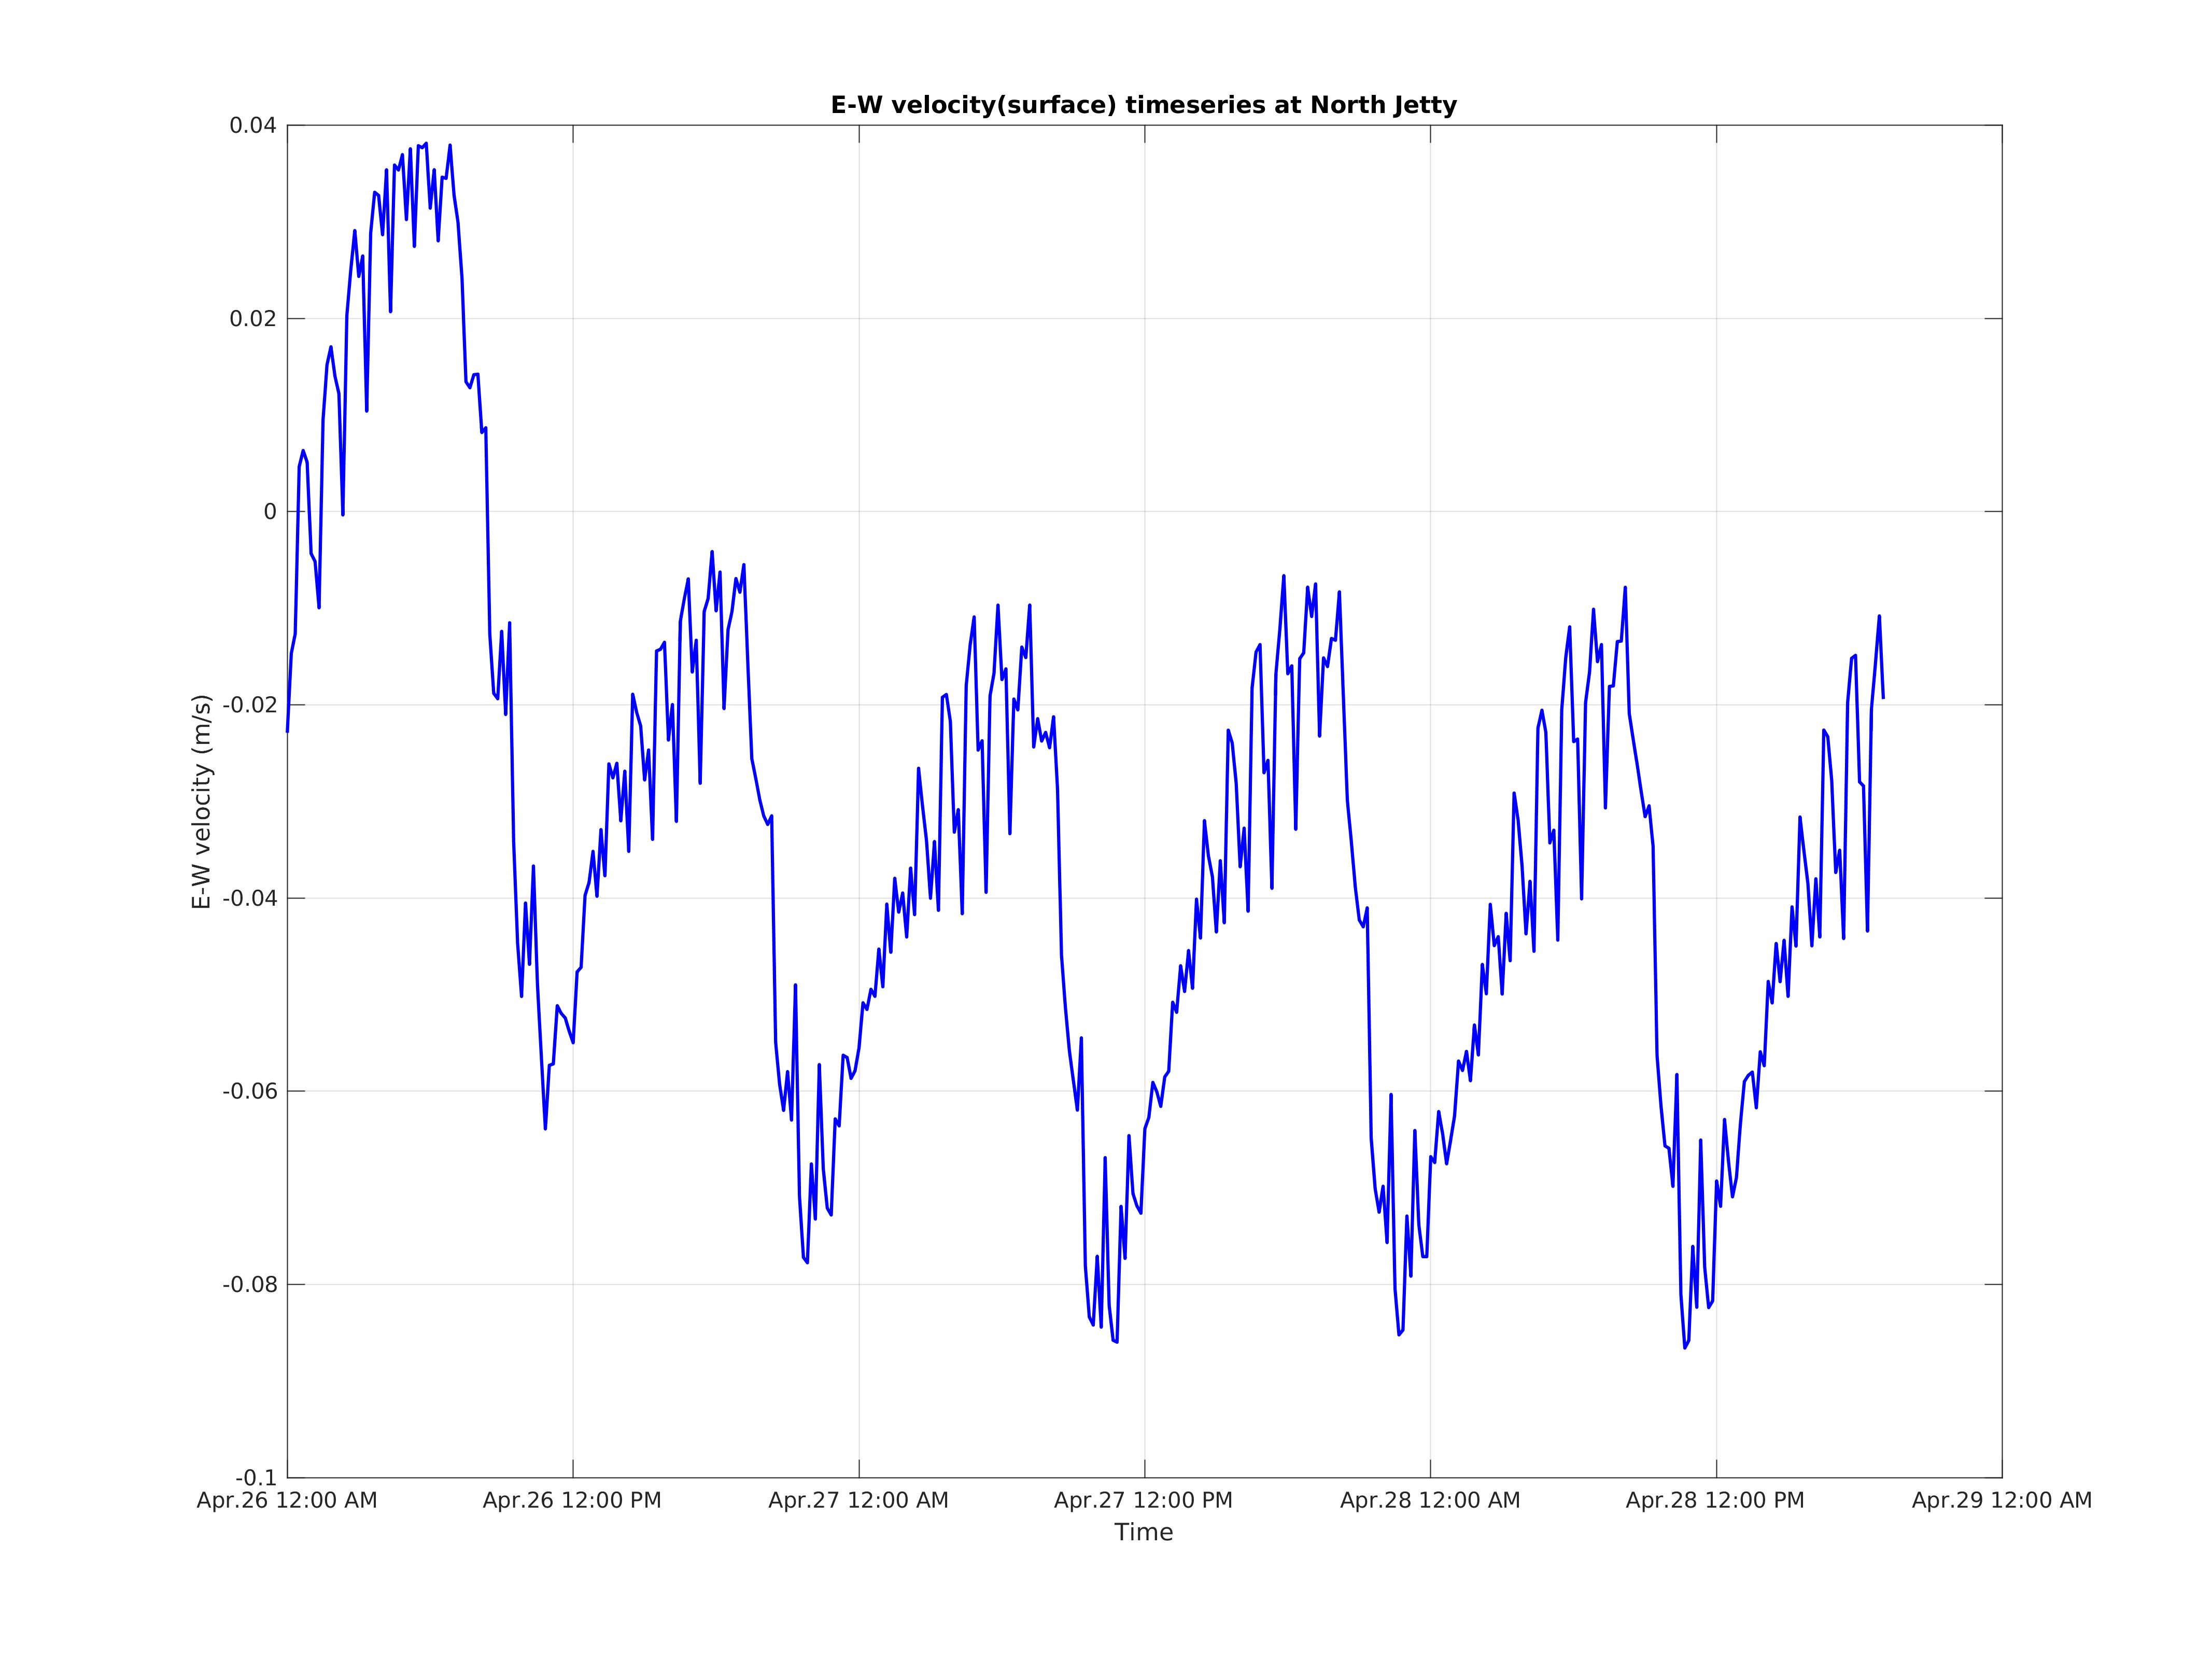 E-W velocity(surface) timeseries at North Jetty
0.04
0.02
0
-0.02
-0.04
-0.06
-0.08
-0.1
E-W velocity (m/s)
Apr.26 12:00 AM
Apr.26 12:00 PM
Apr.27 12:00 AM
Apr.27 12:00 PM
Apr.28 12:00 AM
Apr.28 12:00 PM
Apr.29 12:00 AM
Time